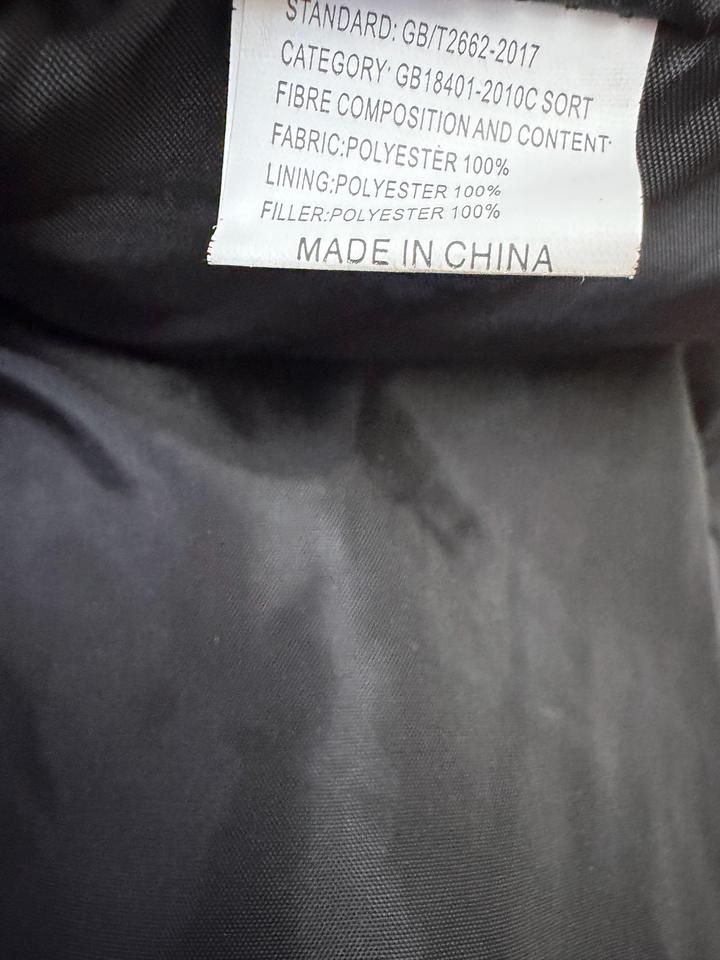 STANDARD: GB/T2662-2017
CATEGORY: GB18401-2010C SORT
FIBRE COMPOSITION AND CONTENT:
FABRIC:POLYESTER 100%
LINING:POLYESTER 100%
FILLER:POLYESTER 100%
MADE IN CHINA